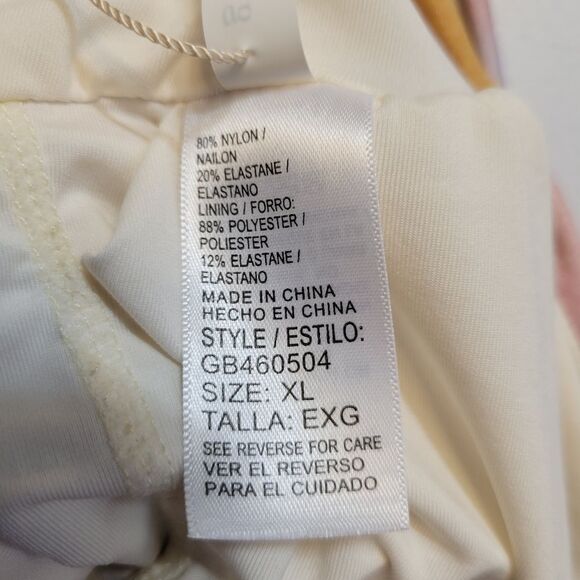 80% NYLON /
NAILON
20% ELASTANE /
ELASTANO
LINING / FORRO:
88% POLYESTER /
POLIESTER
12% ELASTANE /
ELASTANO
MADE IN CHINA
HECHO EN CHINA
STYLE / ESTILO:
GB460504
SIZE: XL
TALLA: EXG
SEE REVERSE FOR CARE
VER EL REVERSO
PARA EL CUIDADO